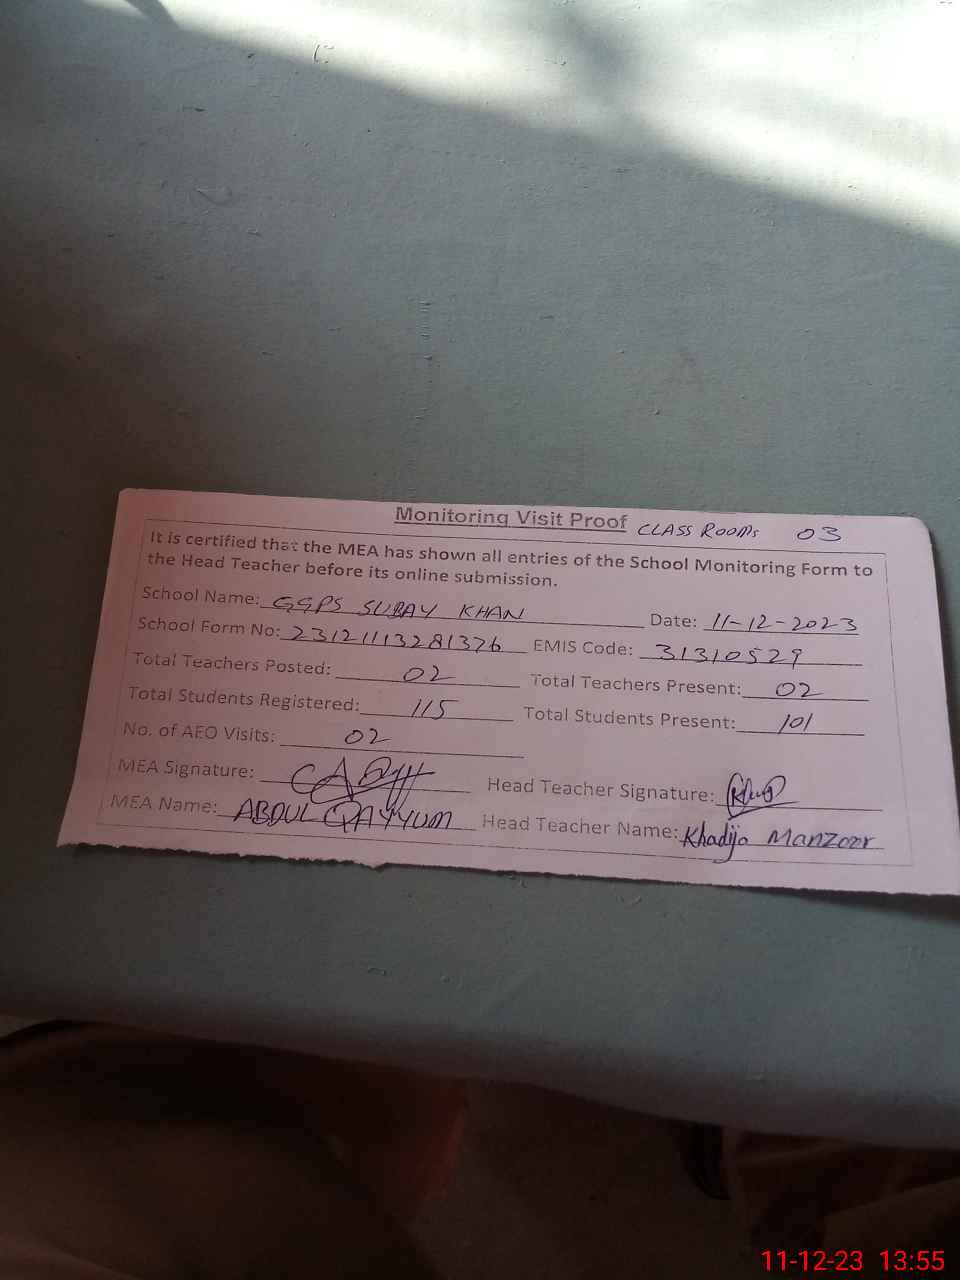 Monitoring Visit Proof CLASS ROOMs 03
It is certified that the MEA has shown all entries of the School Monitoring Form to
the Head Teacher before its online submission.
School Name: GGPS SUBAY KHAN Date: 11-12-2023
School Form No: 23121113281376 EMIS Code: 31310529
Total Teachers Posted: 02 Total Teachers Present: 02
Total Students Registered: 115 Total Students Present: 101
No. of AEO Visits: 02
MEA Signature: Head Teacher Signature:
MEA Name: ABDUL QAYYUM Head Teacher Name: Khadija Manzoor
11-12-23 13:55